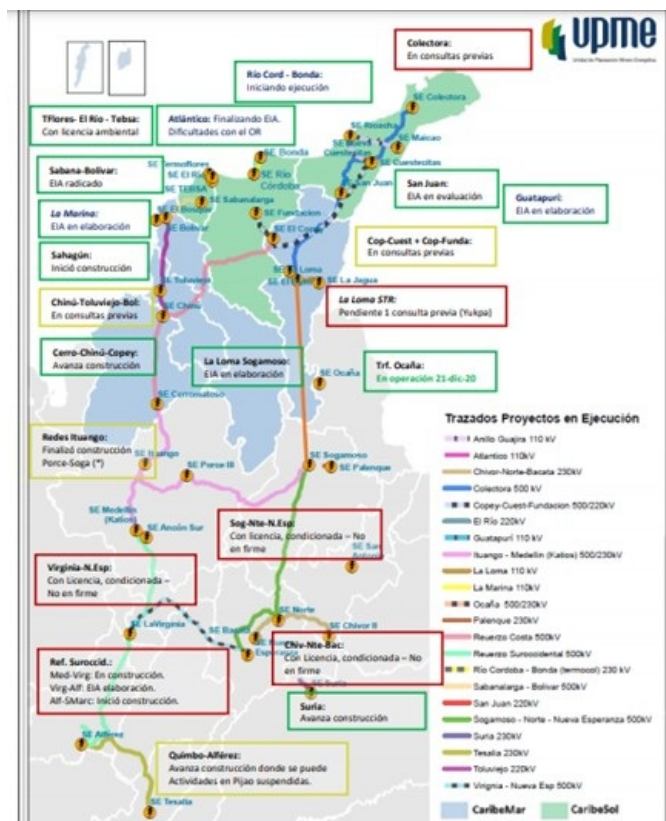 upme
Unidad de Planeación Minero Energética
Colectora:
En consultas previas
Río Cord - Bonda:
Iniciando ejecución
SE Colectora
TFlores- El Río - Tebsa:
Con licencia ambiental
Atlántico: Finalizando EIA.
Dificultades con el OR
SE Riohacha
SE Maicao
SE Nueva
Cuestecitas
SE Cuestecitas
SE Bonda
SE Termoflores
SE El Río
SE Río
Córdoba
San Juan
San Juan:
EIA en evaluación
Guatapurí:
EIA en elaboración
Sabana-Bolivar:
EIA radicado
SE TEBSA
SE Sabanalarga
SE Fundacion
SE El Bosque
SE Bolivar
SE El Copey
La Marina:
EIA en elaboración
Cop-Cuest + Cop-Funda:
En consultas previas
Sahagún:
Inició construcción
SE Toluviejo
SE La Jagua
La Loma STR:
Pendiente 1 consulta previa (Yukpa)
Chinú-Toluviejo-Bol:
En consultas previas
SE Chinú
Cerro-Chinú-Copey:
Avanza construcción
La Loma Sogamoso:
EIA en elaboración
Trf. Ocaña:
En operación 21-dic-20
SE Ocaña
SE Cerromatoso
Redes Ituango:
Finalizó construcción
Porce-Soga (*)
SE Ituango
SE Porce III
SE Sogamoso
SE Palenque
SE Medellín
(Katios)
SE Ancón Sur
Sog-Nte-N.Esp:
Con licencia, condicionada – No
en firme
SE San
Antonio
Virginia-N.Esp:
Con Licencia, condicionada –
No en firme
SE LaVirginia
SE Norte
SE Bacatá
SE Chivor II
SE Nueva
Esperanza
Chiv-Nte-Bac:
Con Licencia, condicionada – No
en firme
Ref. Suroccid.:
Med-Virg: En construcción.
Virg-Alf: EIA elaboración.
Alf-SMarc: Inició construcción.
SE Suria
Suria:
Avanza construcción
SE Alférez
Quimbo-Alférez:
Avanza construcción donde se puede
Actividades en Pijao suspendidas.
SE Tesalia
Trazados Proyectos en Ejecución
Anillo Guajira 110 kV
Atlantico 110kV
Chivor-Norte-Bacata 230kV
Colectora 500 kV
Copey-Cuest-Fundacion 500/220kV
El Río 220kV
Guatapurí 110 kV
Ituango - Medellin (Katios) 500/230kV
La Loma 110 kV
La Marina 110kV
Ocaña 500/230kV
Palenque 230kV
Reuerzo Costa 500kV
Reuerzo Suroccidental 500kV
Río Cordoba - Bonda (termocol) 230 kV
Sabanalarga - Bolivar 500kV
San Juan 220kV
Sogamoso - Norte - Nueva Esperanza 500kV
Suria 230kV
Tesalia 230kV
Toluviejo 220kV
Virignia - Nueva Esp 500kV
CaribeMar
CaribeSol